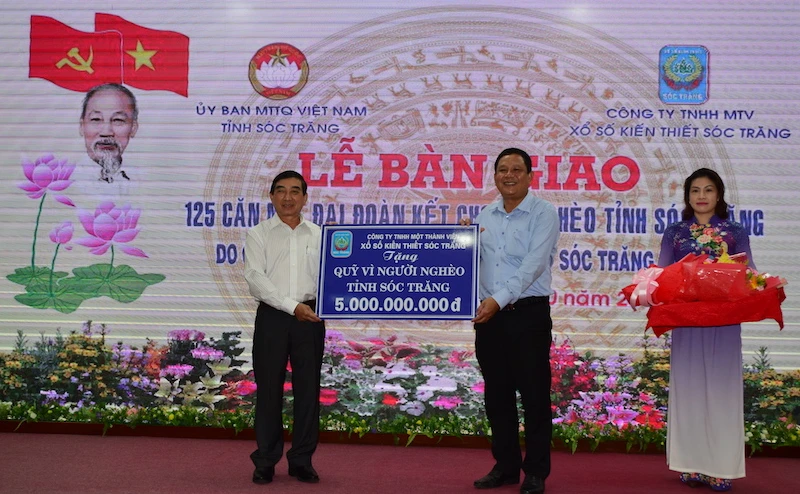 ỦY BAN MTTQ VIỆT NAM
TỈNH SÓC TRĂNG
SÓC TRĂNG
CÔNG TY TNHH MTV
XỔ SỐ KIẾN THIẾT SÓC TRĂNG
LỄ BÀN GIAO
125 CĂN ĐẠI ĐOÀN KẾT TỈNH
DO SÓC TRĂNG
năm
CÔNG TY TNHH MỘT THÀNH VIÊN
XỔ SỐ KIẾN THIẾT SÓC TRĂNG
Tặng
QUỸ VÌ NGƯỜI NGHÈO
TỈNH SÓC TRĂNG
5.000.000.000đ